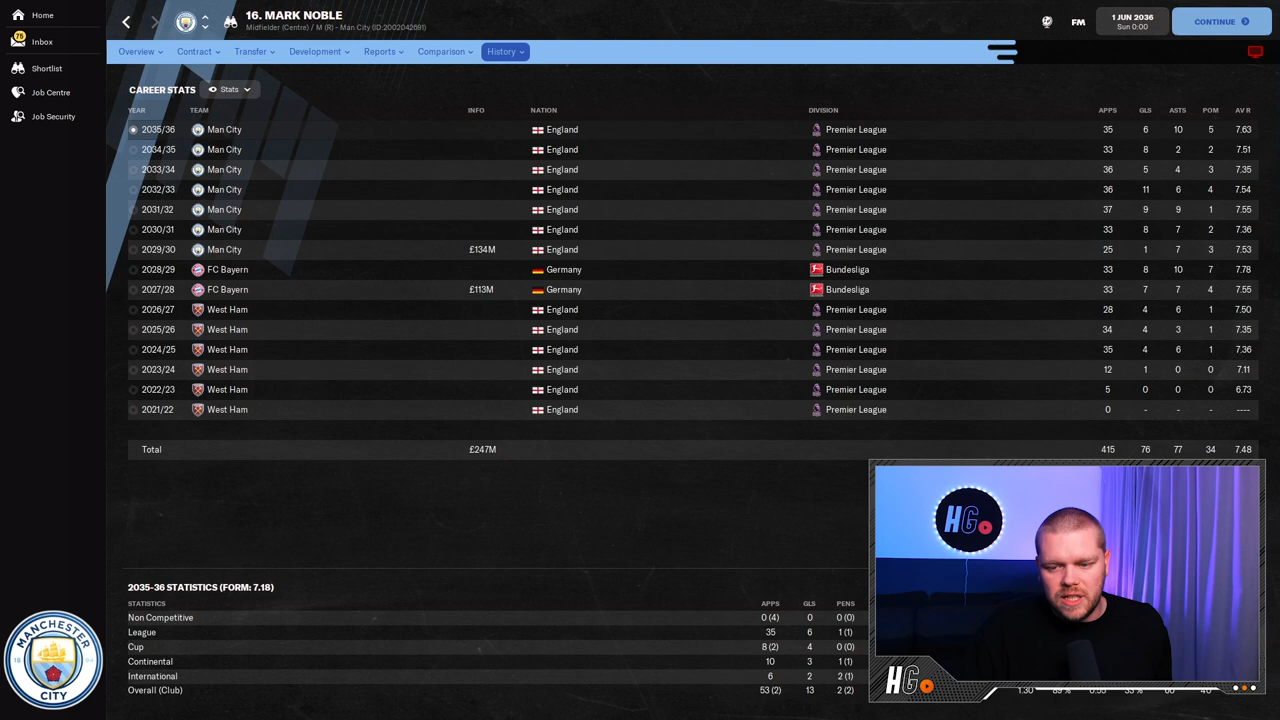 Home
75
Inbox
Shortlist
Job Centre
Job Security
16. MARK NOBLE
Midfielder (Centre) / M (R) - Man City (ID:2002042691)
FM
1 JUN 2036
Sun 0:00
CONTINUE
Overview Contract Transfer Development Reports Comparison History
CAREER STATS Stats
YEAR TEAM INFO NATION DIVISION APPS GLS ASTS POM AV R
2035/36 Man City England Premier League 35 6 10 5 7.63
2034/35 Man City England Premier League 33 8 2 2 7.51
2033/34 Man City England Premier League 36 5 4 3 7.35
2032/33 Man City England Premier League 36 11 6 4 7.54
2031/32 Man City England Premier League 37 9 9 1 7.55
2030/31 Man City England Premier League 33 8 7 2 7.36
2029/30 Man City £134M England Premier League 25 1 7 3 7.53
2028/29 FC Bayern Germany Bundesliga 33 8 10 7 7.78
2027/28 FC Bayern £113M Germany Bundesliga 33 7 7 4 7.55
2026/27 West Ham England Premier League 28 4 6 1 7.50
2025/26 West Ham England Premier League 34 4 3 1 7.35
2024/25 West Ham England Premier League 35 4 6 1 7.36
2023/24 West Ham England Premier League 12 1 0 0 7.11
2022/23 West Ham England Premier League 5 0 0 0 6.73
2021/22 West Ham England Premier League 0 - - - ----
Total £247M 415 76 77 34 7.48
2035-36 STATISTICS (FORM: 7.18)
STATISTICS APPS GLS PENS
Non Competitive 0 (4) 0 0 (0)
League 35 6 1 (1)
Cup 8 (2) 4 0 (0)
Continental 10 3 1 (1)
International 6 2 2 (1)
Overall (Club) 53 (2) 13 2 (2)
HG
HG
MANCHESTER
18 94
CITY